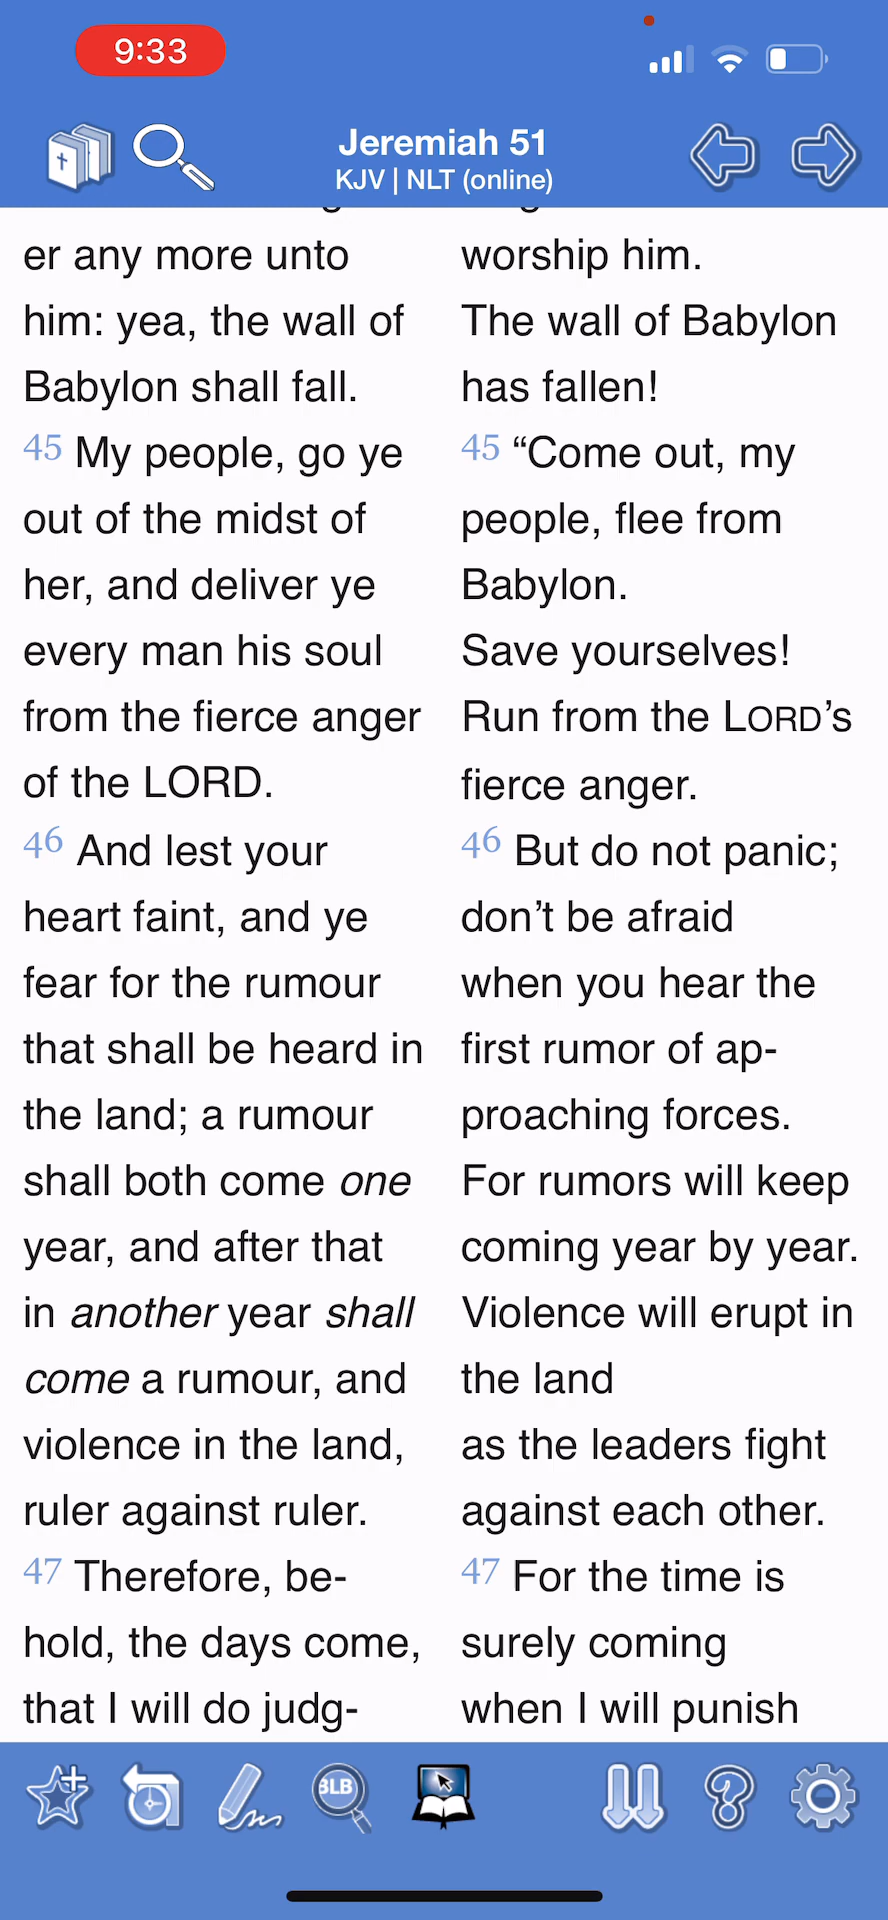 9:33
Jeremiah 51
KJV | NLT (online)
er any more unto
him: yea, the wall of
Babylon shall fall.
45 My people, go ye
out of the midst of
her, and deliver ye
every man his soul
from the fierce anger
of the LORD.
46 And lest your
heart faint, and ye
fear for the rumour
that shall be heard in
the land; a rumour
shall both come one
year, and after that
in another year shall
come a rumour, and
violence in the land,
ruler against ruler.
47 Therefore, be-
hold, the days come,
that I will do judg-
worship him.
The wall of Babylon
has fallen!
45 “Come out, my
people, flee from
Babylon.
Save yourselves!
Run from the LORD’s
fierce anger.
46 But do not panic;
don’t be afraid
when you hear the
first rumor of ap-
proaching forces.
For rumors will keep
coming year by year.
Violence will erupt in
the land
as the leaders fight
against each other.
47 For the time is
surely coming
when I will punish
BLB